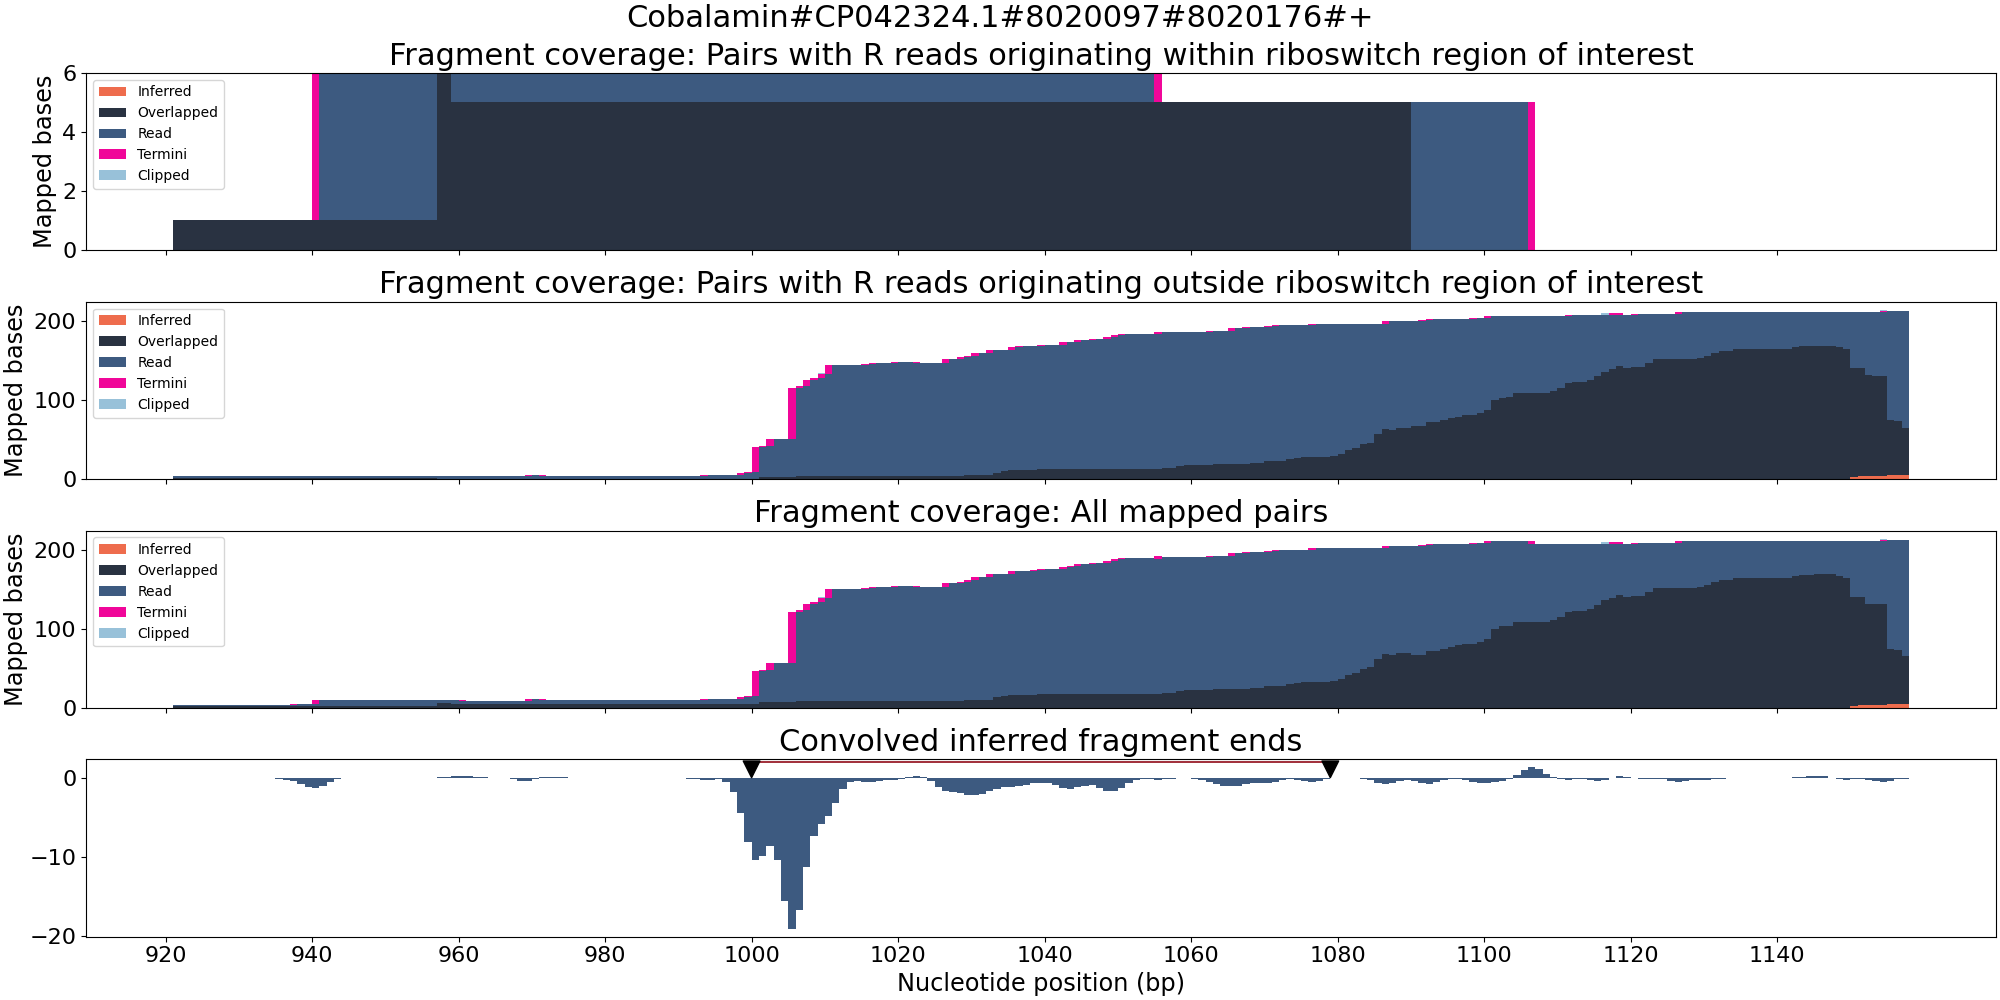 Cobalamin#CP042324.1#8020097#8020176#+
Fragment coverage: Pairs with R reads originating within riboswitch region of interest
Mapped bases
6
4
2
0
Inferred
Overlapped
Read
Termini
Clipped
Fragment coverage: Pairs with R reads originating outside riboswitch region of interest
Mapped bases
200
100
0
Inferred
Overlapped
Read
Termini
Clipped
Fragment coverage: All mapped pairs
Mapped bases
200
100
0
Inferred
Overlapped
Read
Termini
Clipped
Convolved inferred fragment ends
0
−10
−20
920 940 960 980 1000 1020 1040 1060 1080 1100 1120 1140
Nucleotide position (bp)